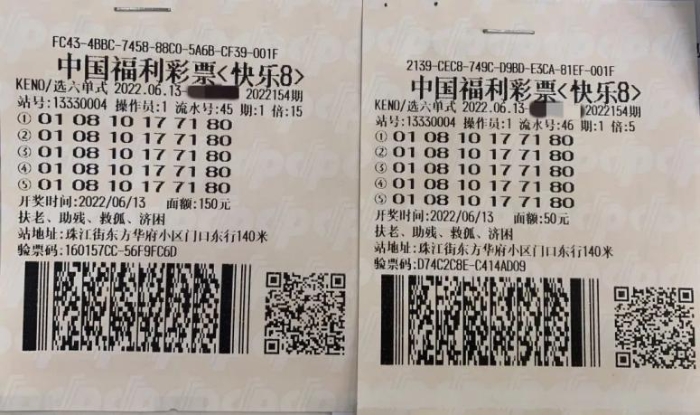 FC43-4BBC-7458-88C0-5A6B-CF39-001F
中国福利彩票<快乐8>
KENO/选六单式 2022.06.13- 2022154期
站号:13330004 操作员:1 流水号:45 期:1 倍:15
① 01 08 10 17 71 80
② 01 08 10 17 71 80
③ 01 08 10 17 71 80
④ 01 08 10 17 71 80
⑤ 01 08 10 17 71 80
开奖时间:2022/06/13 面额:150元
扶老、助残、救孤、济困
站地址:珠江街东方华府小区门口东行140米
验票码:160157CC-56F9FC6D
2139-CEC8-749C-D9BD-E3CA-81EF-001F
中国福利彩票<快乐8>
KENO/选六单式 2022.06.13 2022154期
站号:13330004 操作员:1 流水号:46 期:1 倍:5
① 01 08 10 17 71 80
② 01 08 10 17 71 80
③ 01 08 10 17 71 80
④ 01 08 10 17 71 80
⑤ 01 08 10 17 71 80
开奖时间:2022/06/13 面额:50元
扶老、助残、救孤、济困
站地址:珠江街东方华府小区门口东行140米
验票码:D74C2C8E-C414AD09